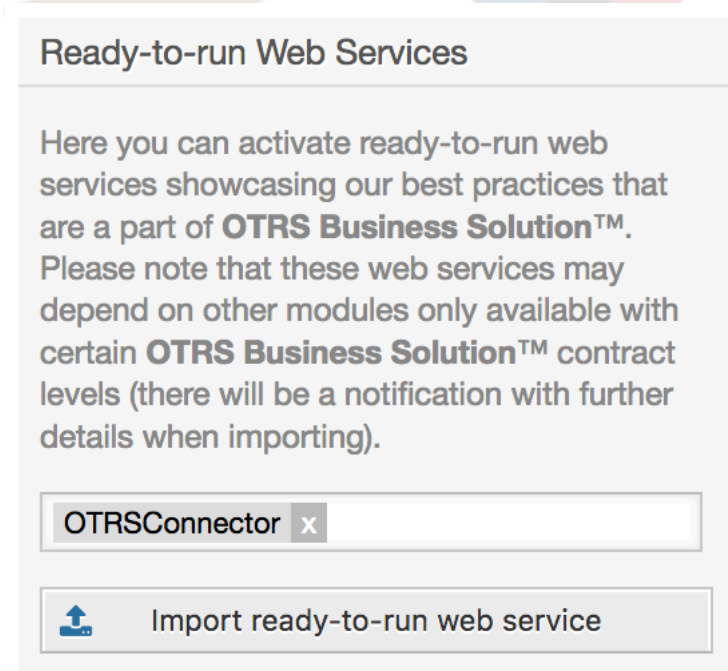 Ready-to-run Web Services
Here you can activate ready-to-run web
services showcasing our best practices that
are a part of OTRS Business Solution™.
Please note that these web services may
depend on other modules only available with
certain OTRS Business Solution™ contract
levels (there will be a notification with further
details when importing).
OTRSConnector x
Import ready-to-run web service